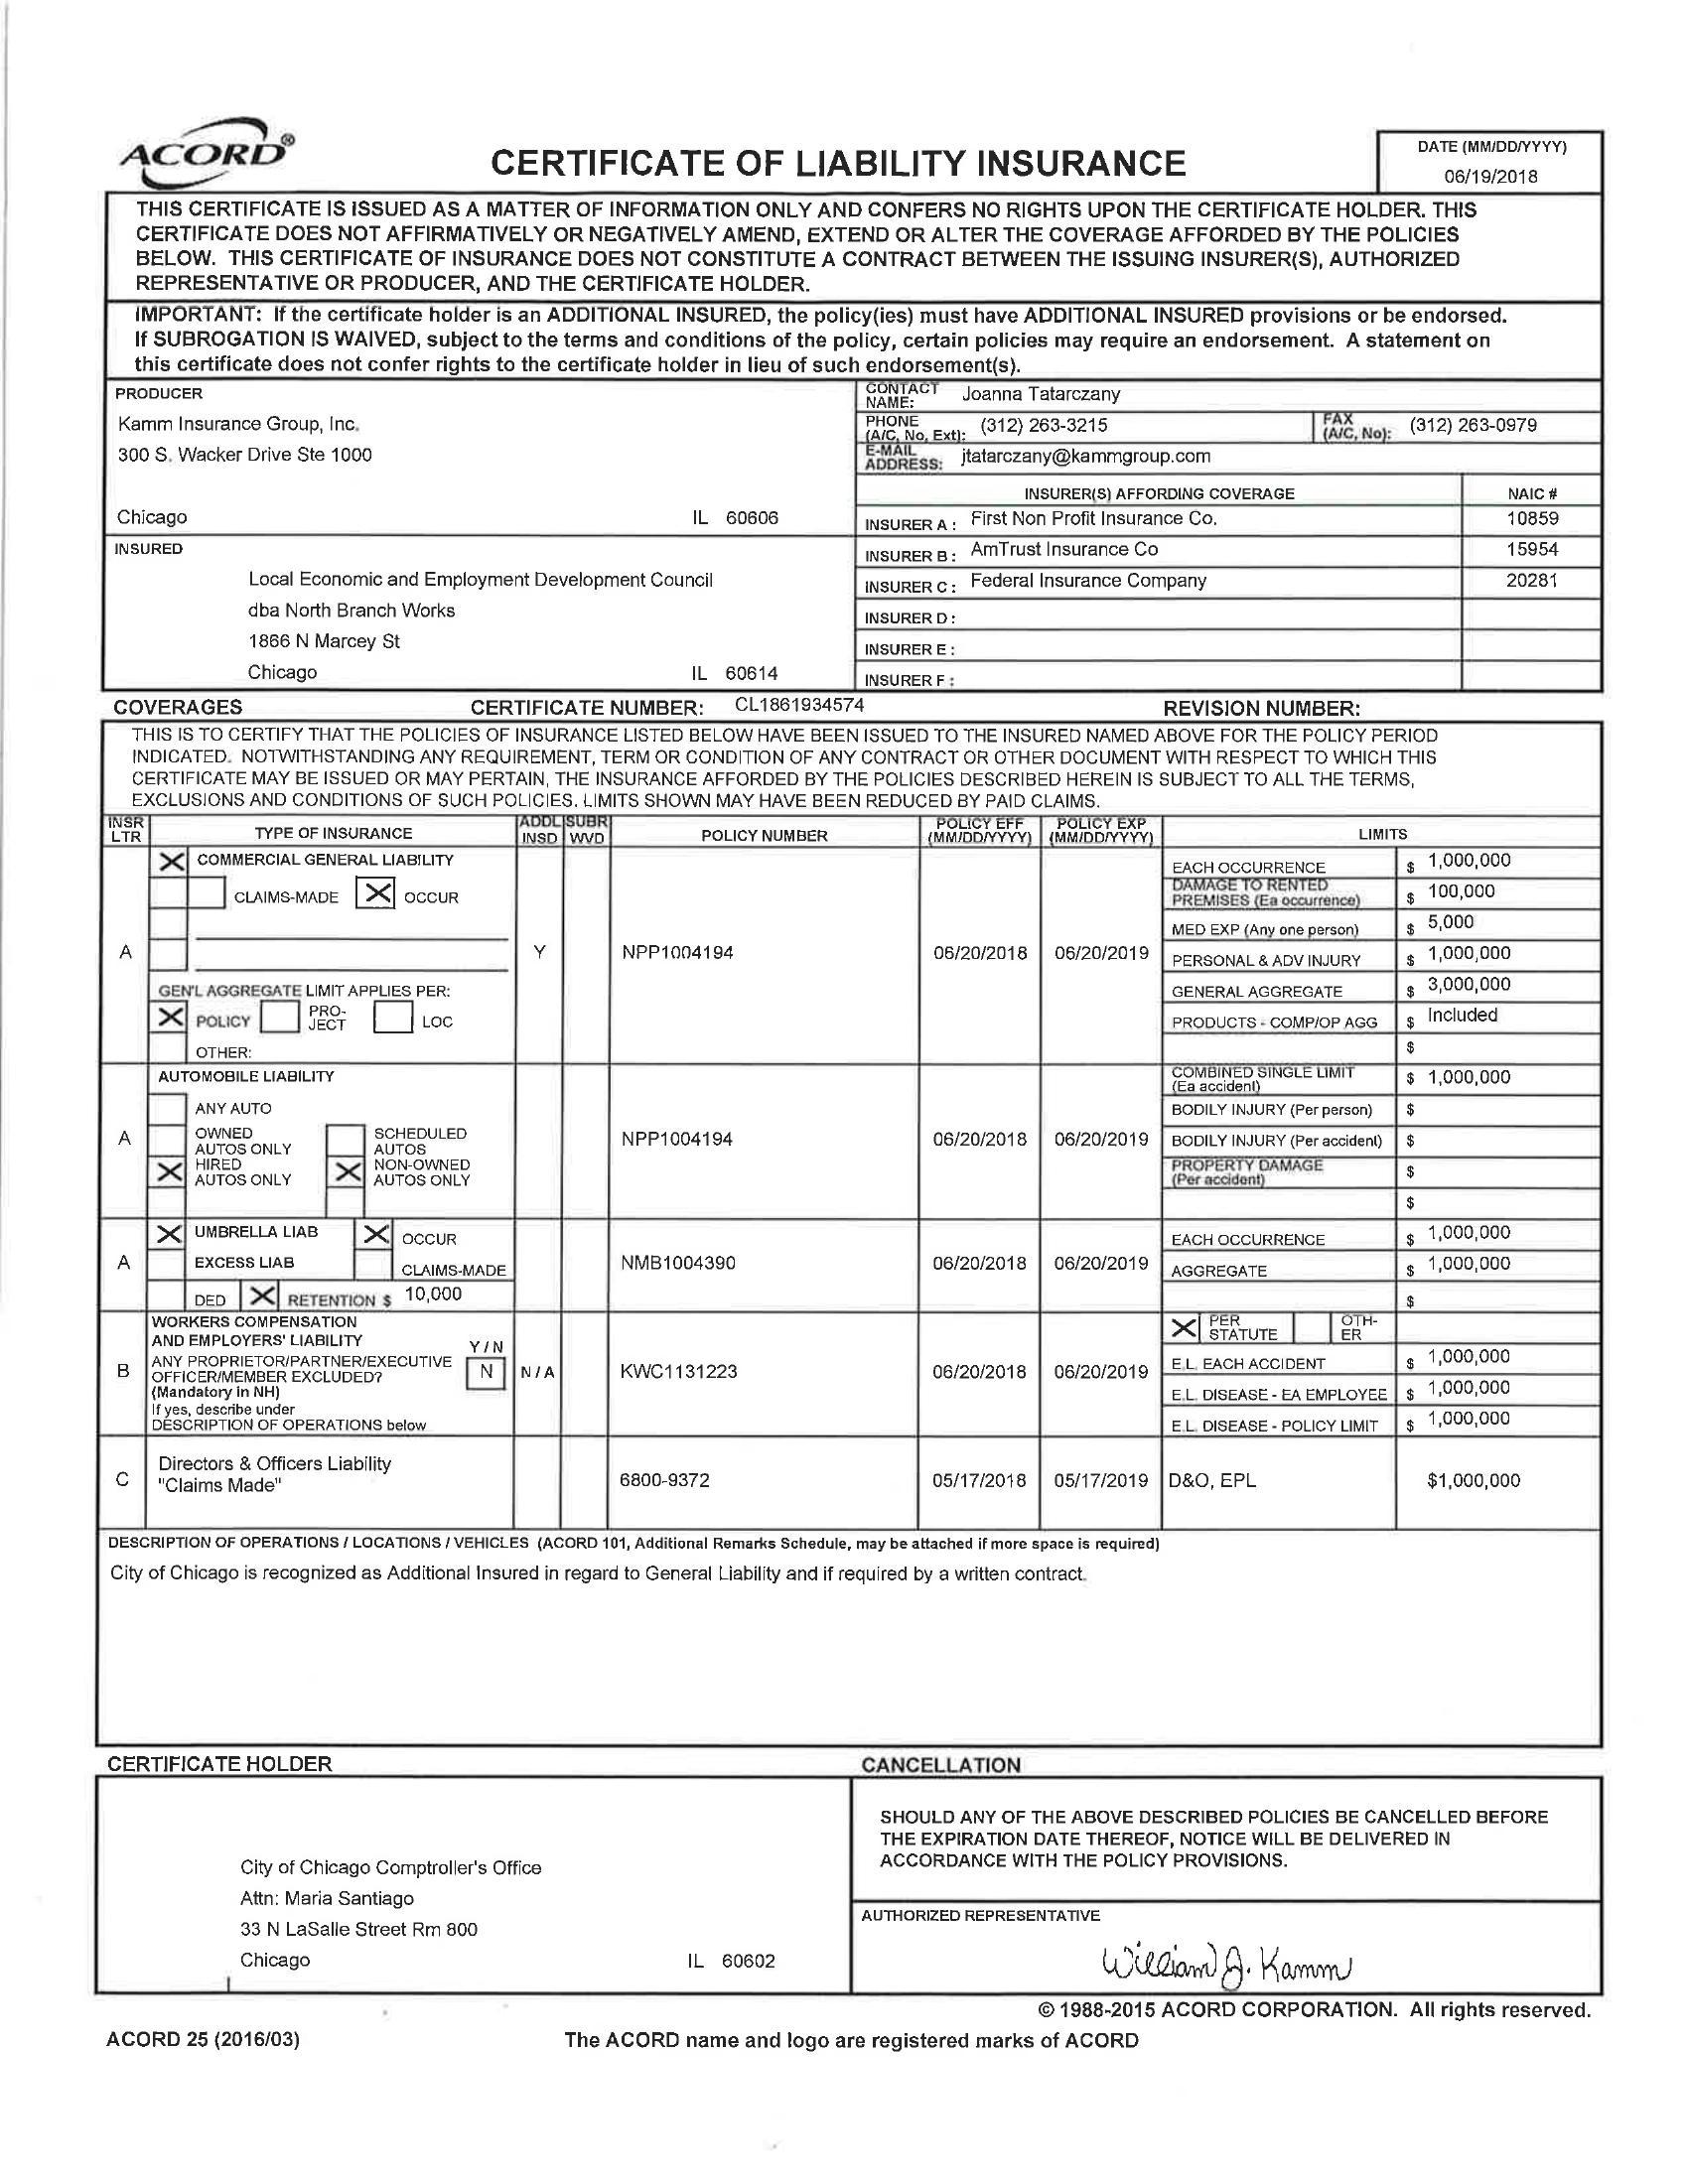 ACORD®
CERTIFICATE OF LIABILITY INSURANCE
DATE (MM/DD/YYYY)
06/19/2018
THIS CERTIFICATE IS ISSUED AS A MATTER OF INFORMATION ONLY AND CONFERS NO RIGHTS UPON THE CERTIFICATE HOLDER. THIS
CERTIFICATE DOES NOT AFFIRMATIVELY OR NEGATIVELY AMEND, EXTEND OR ALTER THE COVERAGE AFFORDED BY THE POLICIES
BELOW. THIS CERTIFICATE OF INSURANCE DOES NOT CONSTITUTE A CONTRACT BETWEEN THE ISSUING INSURER(S), AUTHORIZED
REPRESENTATIVE OR PRODUCER, AND THE CERTIFICATE HOLDER.
IMPORTANT: If the certificate holder is an ADDITIONAL INSURED, the policy(ies) must have ADDITIONAL INSURED provisions or be endorsed.
If SUBROGATION IS WAIVED, subject to the terms and conditions of the policy, certain policies may require an endorsement. A statement on
this certificate does not confer rights to the certificate holder in lieu of such endorsement(s).
PRODUCER
Kamm Insurance Group, Inc.
300 S. Wacker Drive Ste 1000
Chicago IL 60606
CONTACT NAME: Joanna Tatarczany
PHONE (A/C, No, Ext): (312) 263-3215
FAX (A/C, No): (312) 263-0979
E-MAIL ADDRESS: jtatarczany@kammgroup.com
INSURER(S) AFFORDING COVERAGE NAIC #
INSURER A : First Non Profit Insurance Co. 10859
INSURED
Local Economic and Employment Development Council
dba North Branch Works
1866 N Marcey St
Chicago IL 60614
INSURER B : AmTrust Insurance Co 15954
INSURER C : Federal Insurance Company 20281
INSURER D :
INSURER E :
INSURER F :
COVERAGES CERTIFICATE NUMBER: CL1861934574 REVISION NUMBER:
THIS IS TO CERTIFY THAT THE POLICIES OF INSURANCE LISTED BELOW HAVE BEEN ISSUED TO THE INSURED NAMED ABOVE FOR THE POLICY PERIOD
INDICATED. NOTWITHSTANDING ANY REQUIREMENT, TERM OR CONDITION OF ANY CONTRACT OR OTHER DOCUMENT WITH RESPECT TO WHICH THIS
CERTIFICATE MAY BE ISSUED OR MAY PERTAIN, THE INSURANCE AFFORDED BY THE POLICIES DESCRIBED HEREIN IS SUBJECT TO ALL THE TERMS,
EXCLUSIONS AND CONDITIONS OF SUCH POLICIES. LIMITS SHOWN MAY HAVE BEEN REDUCED BY PAID CLAIMS.
INSR LTR TYPE OF INSURANCE ADDL INSD SUBR WVD POLICY NUMBER POLICY EFF (MM/DD/YYYY) POLICY EXP (MM/DD/YYYY) LIMITS
X COMMERCIAL GENERAL LIABILITY
CLAIMS-MADE X OCCUR
A Y NPP1004194 06/20/2018 06/20/2019
GEN'L AGGREGATE LIMIT APPLIES PER:
X POLICY PRO-JECT LOC
OTHER:
EACH OCCURRENCE $ 1,000,000
DAMAGE TO RENTED PREMISES (Ea occurrence) $ 100,000
MED EXP (Any one person) $ 5,000
PERSONAL & ADV INJURY $ 1,000,000
GENERAL AGGREGATE $ 3,000,000
PRODUCTS - COMP/OP AGG $ Included
$
AUTOMOBILE LIABILITY
ANY AUTO
OWNED AUTOS ONLY SCHEDULED AUTOS
X HIRED AUTOS ONLY X NON-OWNED AUTOS ONLY
A NPP1004194 06/20/2018 06/20/2019
COMBINED SINGLE LIMIT (Ea accident) $ 1,000,000
BODILY INJURY (Per person) $
BODILY INJURY (Per accident) $
PROPERTY DAMAGE (Per accident) $
$
X UMBRELLA LIAB X OCCUR
EXCESS LIAB CLAIMS-MADE
DED X RETENTION $ 10,000
A NMB1004390 06/20/2018 06/20/2019
EACH OCCURRENCE $ 1,000,000
AGGREGATE $ 1,000,000
$
WORKERS COMPENSATION
AND EMPLOYERS' LIABILITY Y / N
ANY PROPRIETOR/PARTNER/EXECUTIVE
OFFICER/MEMBER EXCLUDED? N
(Mandatory in NH)
If yes, describe under
DESCRIPTION OF OPERATIONS below
B N / A KWC1131223 06/20/2018 06/20/2019
X PER STATUTE OTH-ER
E.L. EACH ACCIDENT $ 1,000,000
E.L. DISEASE - EA EMPLOYEE $ 1,000,000
E.L. DISEASE - POLICY LIMIT $ 1,000,000
Directors & Officers Liability
C "Claims Made" 6800-9372 05/17/2018 05/17/2019 D&O, EPL $1,000,000
DESCRIPTION OF OPERATIONS / LOCATIONS / VEHICLES (ACORD 101, Additional Remarks Schedule, may be attached if more space is required)
City of Chicago is recognized as Additional Insured in regard to General Liability and if required by a written contract.
CERTIFICATE HOLDER
City of Chicago Comptroller's Office
Attn: Maria Santiago
33 N LaSalle Street Rm 800
Chicago IL 60602
CANCELLATION
SHOULD ANY OF THE ABOVE DESCRIBED POLICIES BE CANCELLED BEFORE
THE EXPIRATION DATE THEREOF, NOTICE WILL BE DELIVERED IN
ACCORDANCE WITH THE POLICY PROVISIONS.
AUTHORIZED REPRESENTATIVE
William J. Kamm
© 1988-2015 ACORD CORPORATION. All rights reserved.
ACORD 25 (2016/03) The ACORD name and logo are registered marks of ACORD